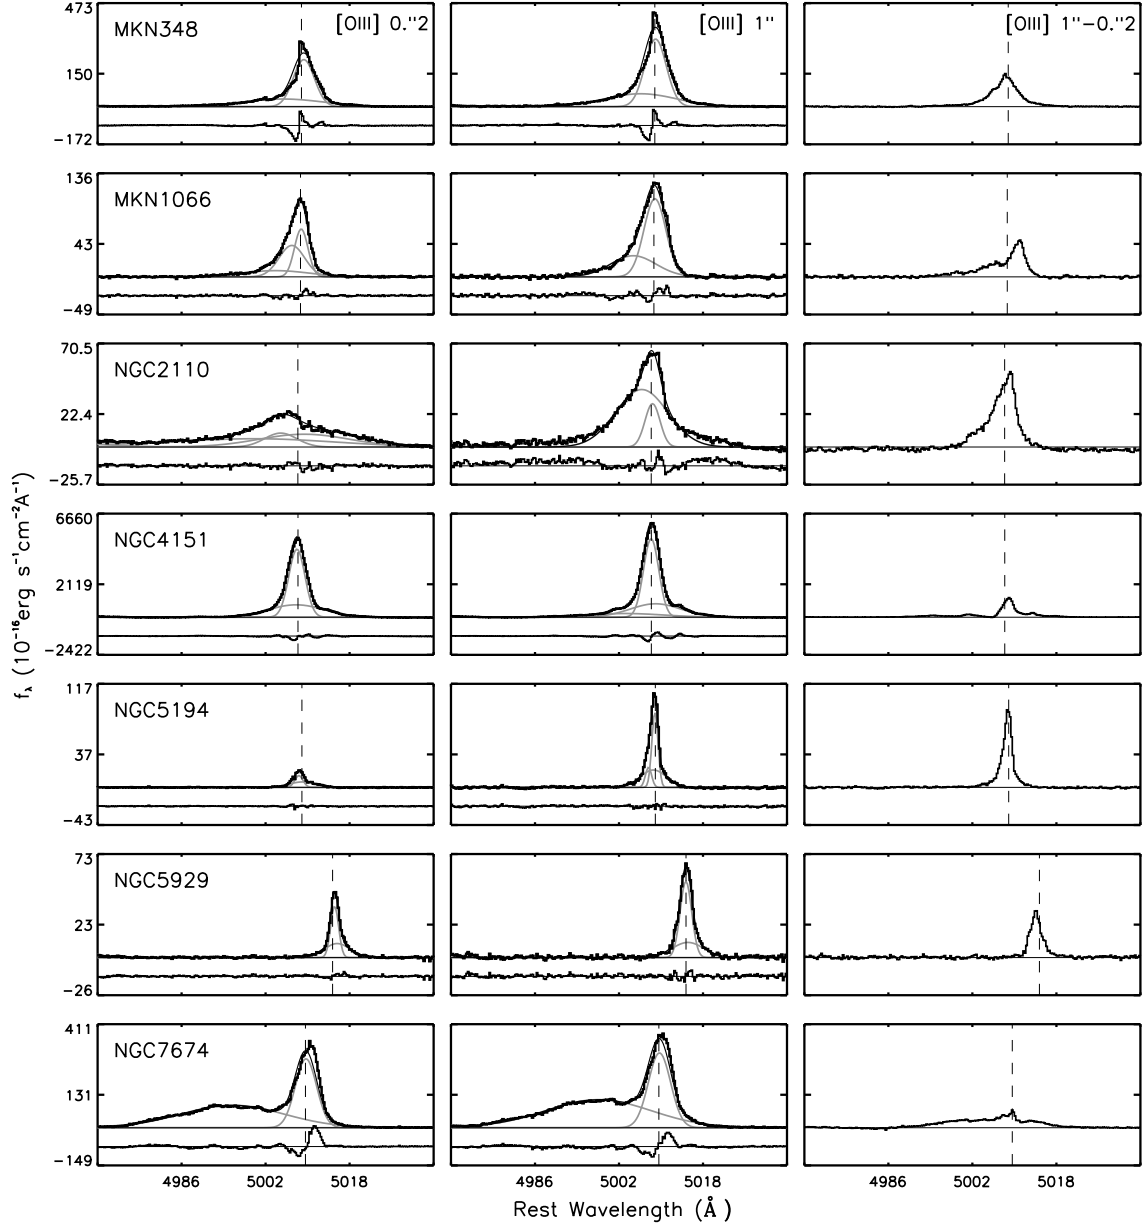 473
MKN348
[OIII] 0."2
[OIII] 1"
[OIII] 1"−0."2
150
−172
136
MKN1066
43
−49
70.5
NGC2110
22.4
−25.7
6660
NGC4151
2119
−2422
117
NGC5194
37
−43
73
NGC5929
23
−26
411
NGC7674
131
−149
fλ (10⁻¹⁶erg s⁻¹cm⁻²A⁻¹)
4986 5002 5018 4986 5002 5018 4986 5002 5018
Rest Wavelength (Å)